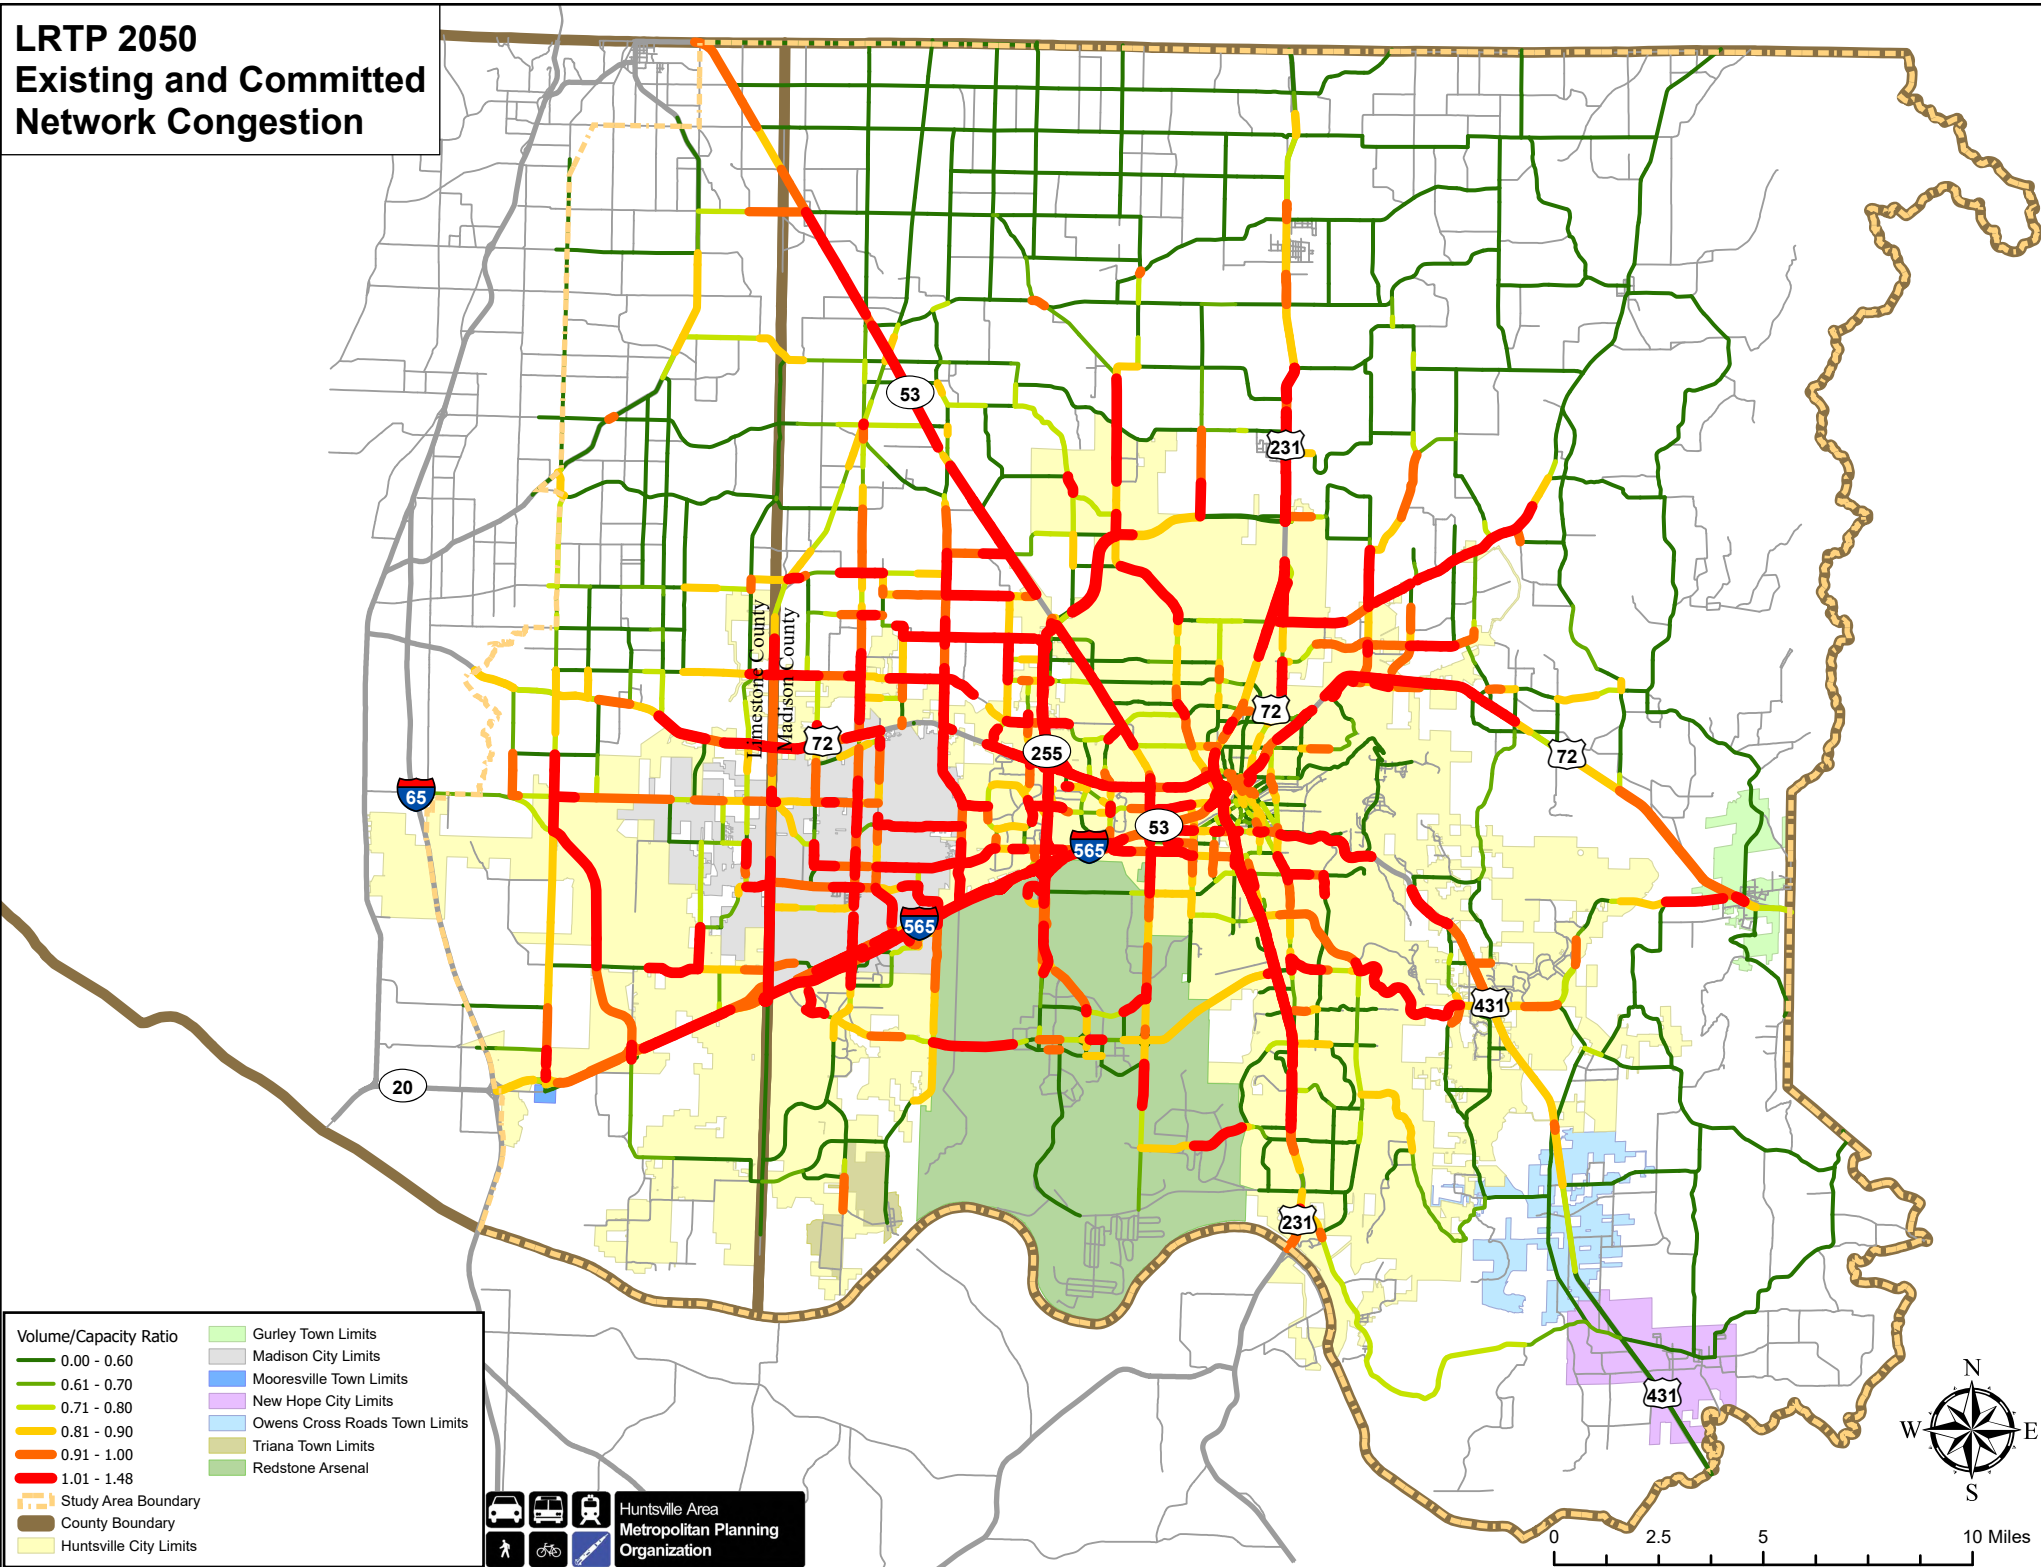 LRTP 2050
Existing and Committed
Network Congestion
53
231
Limestone County
Madison County
72
72
255
72
65
53
565
565
431
20
231
431
Volume/Capacity Ratio
0.00 - 0.60
0.61 - 0.70
0.71 - 0.80
0.81 - 0.90
0.91 - 1.00
1.01 - 1.48
Study Area Boundary
County Boundary
Huntsville City Limits
Gurley Town Limits
Madison City Limits
Mooresville Town Limits
New Hope City Limits
Owens Cross Roads Town Limits
Triana Town Limits
Redstone Arsenal
Huntsville Area
Metropolitan Planning
Organization
N
W
E
S
0 2.5 5 10 Miles